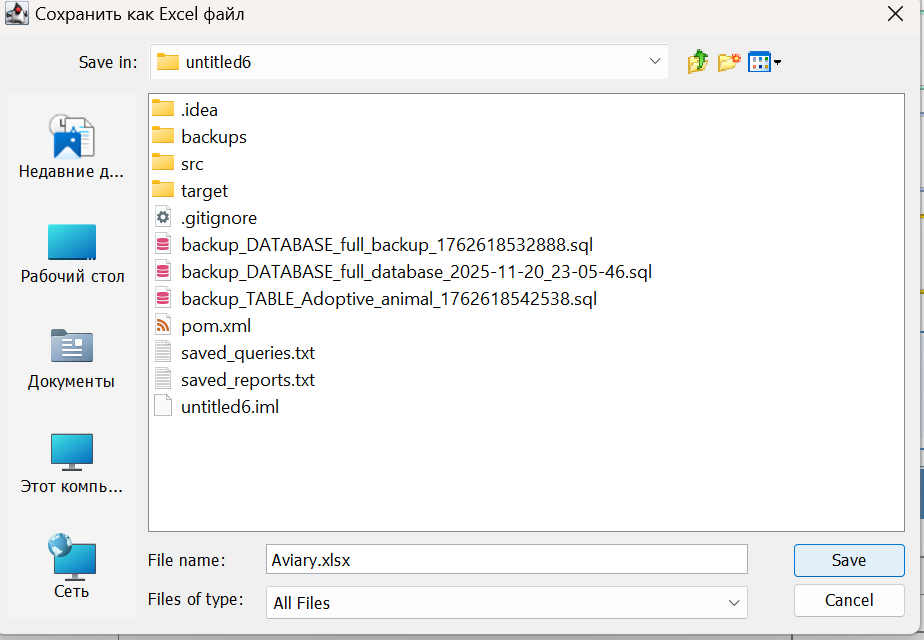 Сохранить как Excel файл
Save in:
untitled6
Недавние д...
Рабочий стол
Документы
Этот компь...
Сеть
.idea
backups
src
target
.gitignore
backup_DATABASE_full_backup_1762618532888.sql
backup_DATABASE_full_database_2025-11-20_23-05-46.sql
backup_TABLE_Adoptive_animal_1762618542538.sql
pom.xml
saved_queries.txt
saved_reports.txt
untitled6.iml
File name:
Aviary.xlsx
Save
Files of type:
All Files
Cancel